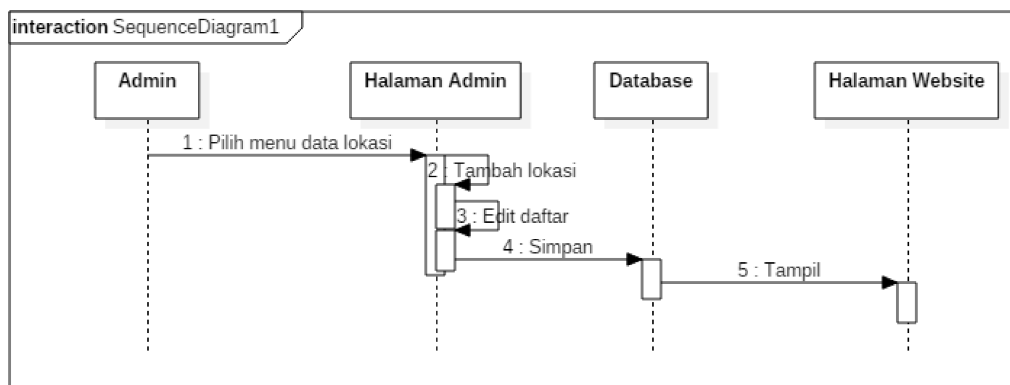 interaction SequenceDiagram1
Admin
Halaman Admin
Database
Halaman Website
1 : Pilih menu data lokasi
2 : Tambah lokasi
3 : Edit daftar
4 : Simpan
5 : Tampil